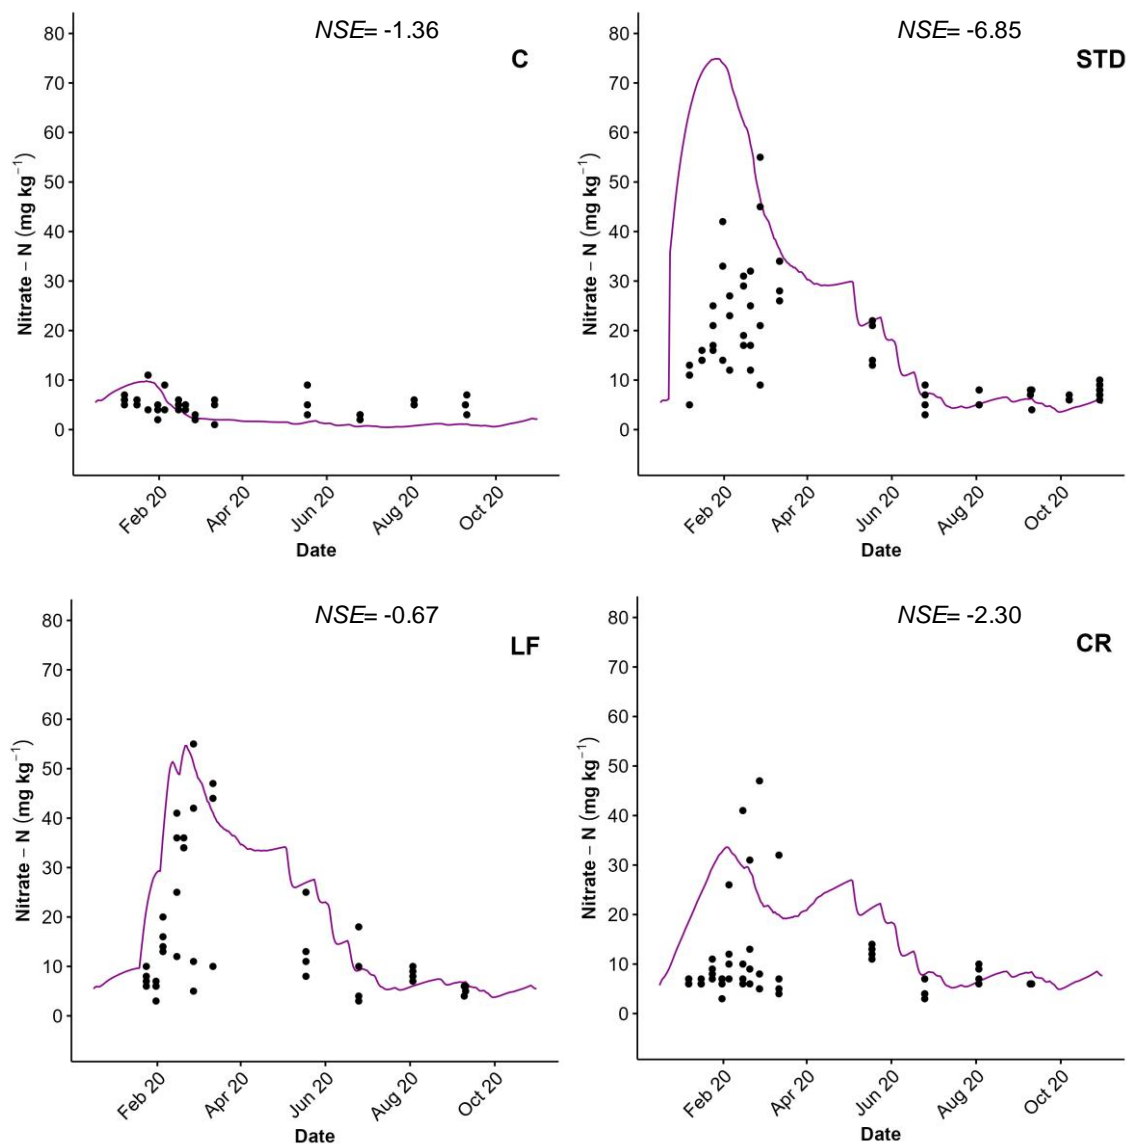 NSE= -1.36
C
80
70
60
50
40
30
20
10
0
Nitrate – N (mg kg⁻¹)
Feb 20
Apr 20
Jun 20
Aug 20
Oct 20
Date
NSE= -6.85
STD
80
70
60
50
40
30
20
10
0
Nitrate – N (mg kg⁻¹)
Feb 20
Apr 20
Jun 20
Aug 20
Oct 20
Date
NSE= -0.67
LF
80
70
60
50
40
30
20
10
0
Nitrate – N (mg kg⁻¹)
Feb 20
Apr 20
Jun 20
Aug 20
Oct 20
Date
NSE= -2.30
CR
80
70
60
50
40
30
20
10
0
Nitrate – N (mg kg⁻¹)
Feb 20
Apr 20
Jun 20
Aug 20
Oct 20
Date